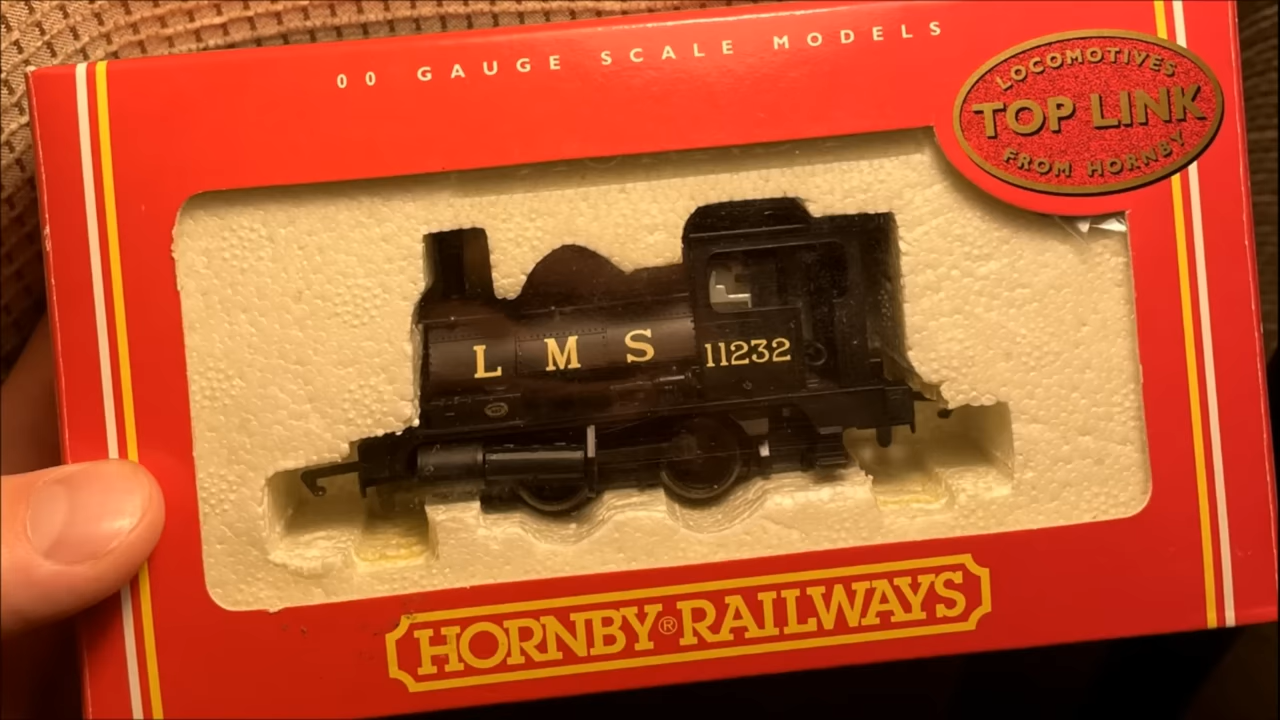 00 GAUGE SCALE MODELS
LOCOMOTIVES
TOP LINK
FROM HORNBY
L M S 11232
HORNBY® RAILWAYS